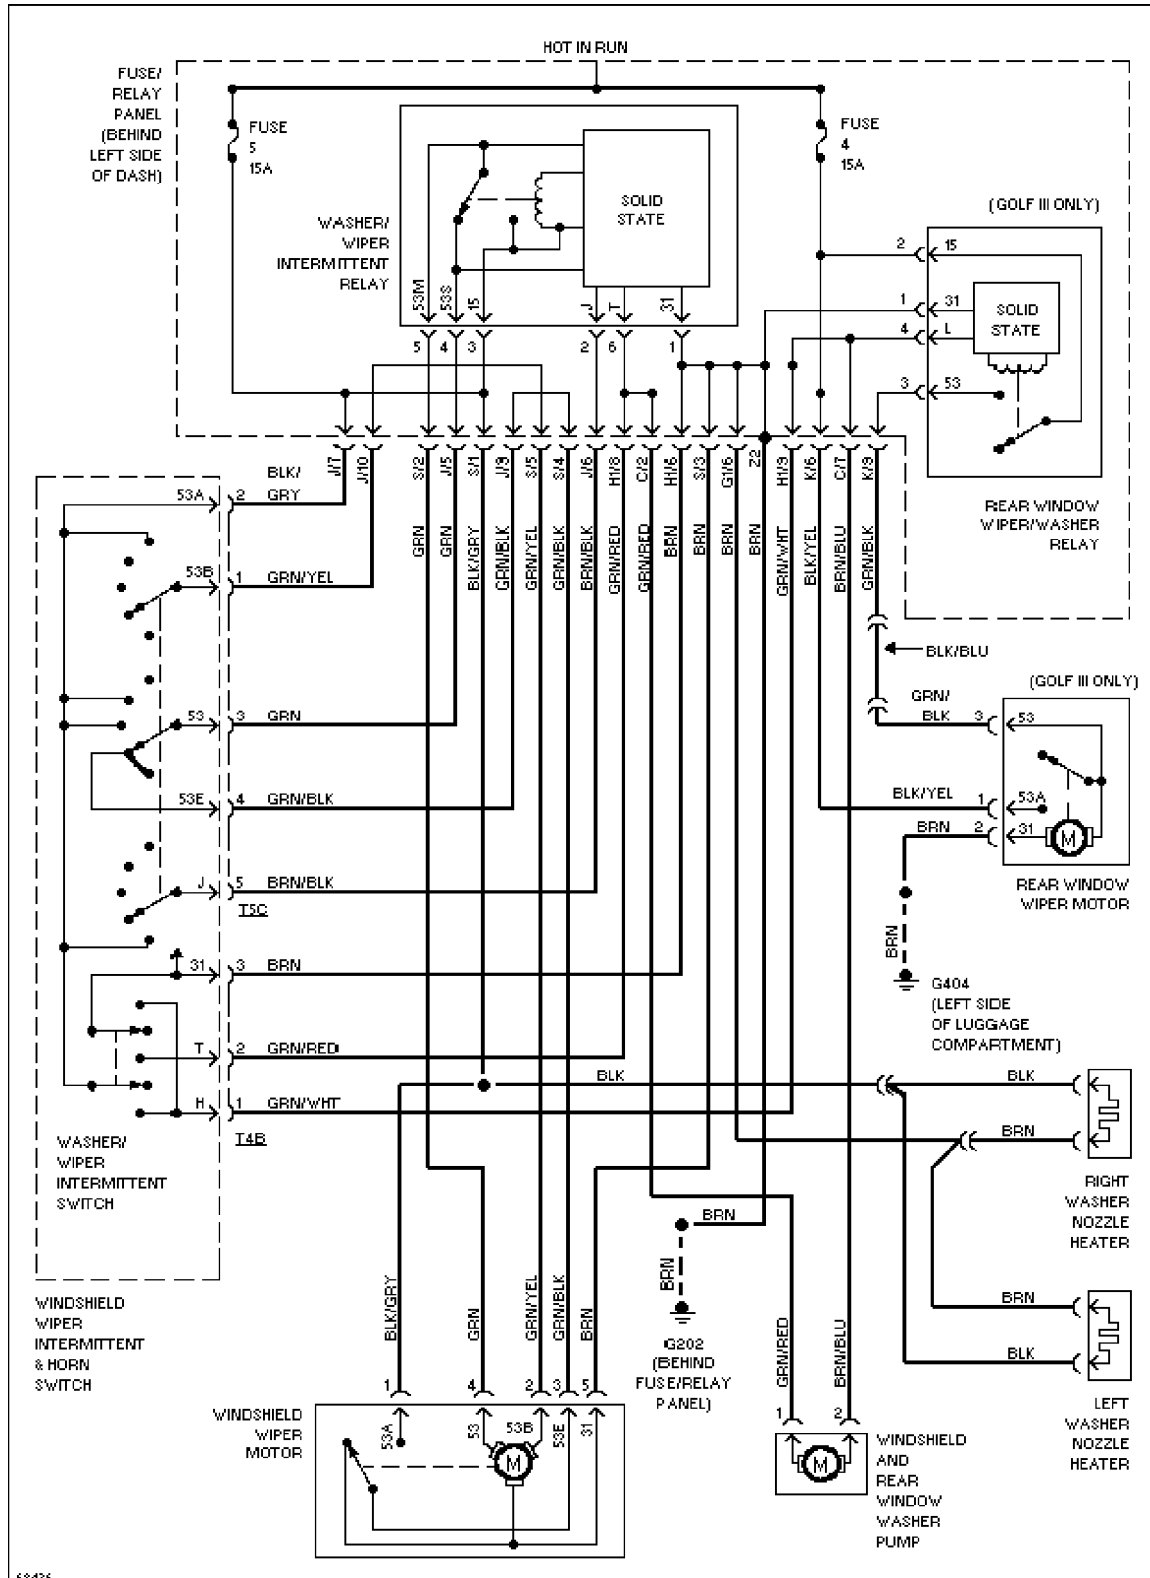 HOT IN RUN
FUSE/
RELAY
PANEL
(BEHIND
LEFT SIDE
OF DASH)
FUSE
5
15A
WASHER/
WIPER
INTERMITTENT
RELAY
SOLID
STATE
53M
53S
15
J
T
31
5
4
3
2
6
1
FUSE
4
15A
(GOLF III ONLY)
2
15
1
31
4
L
3
53
SOLID
STATE
REAR WINDOW
WIPER/WASHER
RELAY
J/7
J/10
S/2
J/5
S/1
J/9
S/5
S/4
J/6
H1/8
C/2
H/6
S/3
G1/6
Z2
H1/9
K/6
C/7
K/9
BLK/
GRY
GRN
GRN
BLK/GRY
GRN/BLK
GRN/YEL
GRN/BLK
BRN/BLK
GRN/RED
GRN/RED
BRN
BRN
BRN
BRN
GRN/WHT
BLK/YEL
BRN/BLU
GRN/BLK
53A
2
53B
1
GRN/YEL
53
3
GRN
53E
4
GRN/BLK
J
5
BRN/BLK
T5C
31
3
BRN
T
2
GRN/RED
H
1
GRN/WHT
T4B
WASHER/
WIPER
INTERMITTENT
SWITCH
WINDSHIELD
WIPER
INTERMITTENT
& HORN
SWITCH
BLK/BLU
(GOLF III ONLY)
GRN/
BLK
3
53
BLK/YEL
1
53A
BRN
2
31
M
REAR WINDOW
WIPER MOTOR
BRN
G404
(LEFT SIDE
OF LUGGAGE
COMPARTMENT)
BLK
BLK
BRN
RIGHT
WASHER
NOZZLE
HEATER
BRN
BLK
LEFT
WASHER
NOZZLE
HEATER
BRN
BRN
G202
(BEHIND
FUSE/RELAY
PANEL)
BLK/GRY
GRN
GRN/YEL
GRN/BLK
BRN
1
4
2
3
5
WINDSHIELD
WIPER
MOTOR
53A
53
53B
53E
31
M
GRN/RED
BRN/BLU
1
2
M
WINDSHIELD
AND
REAR
WINDOW
WASHER
PUMP